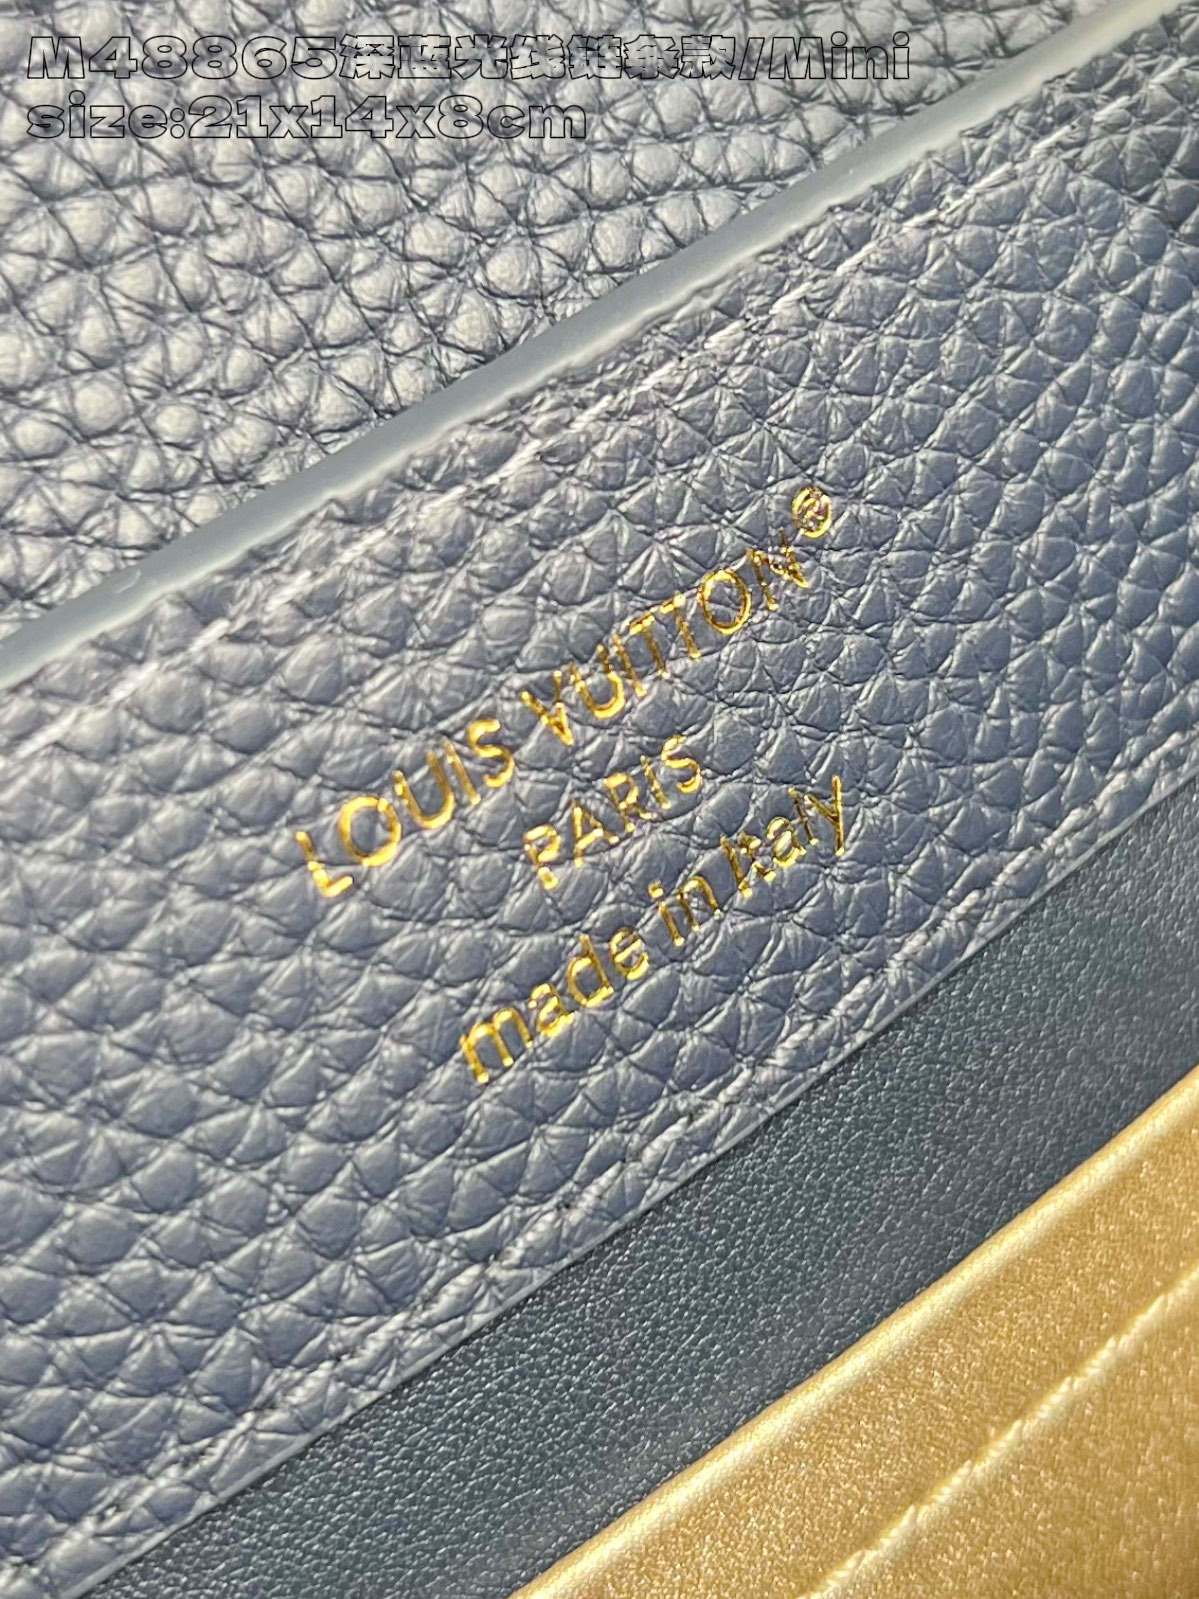 M48865深蓝光线链条款/Mini
size:21x14x8cm
LOUIS VUITTON®
PARIS
made in Italy